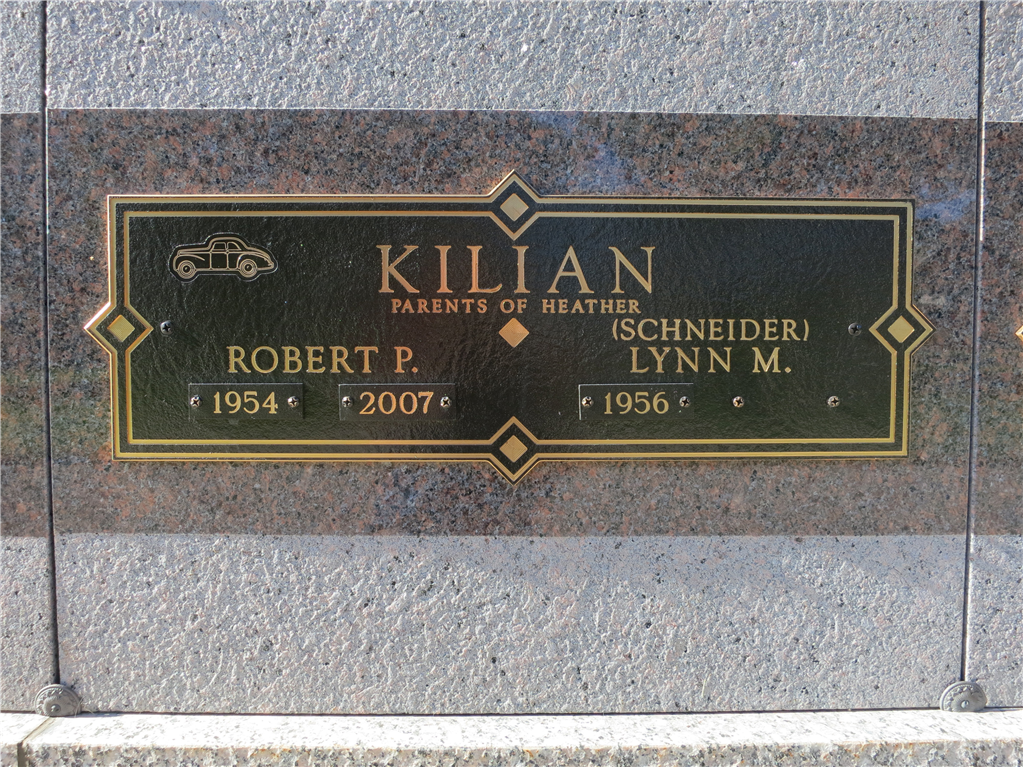 KILIAN
PARENTS OF HEATHER
(SCHNEIDER)
ROBERT P. LYNN M.
1954 2007 1956